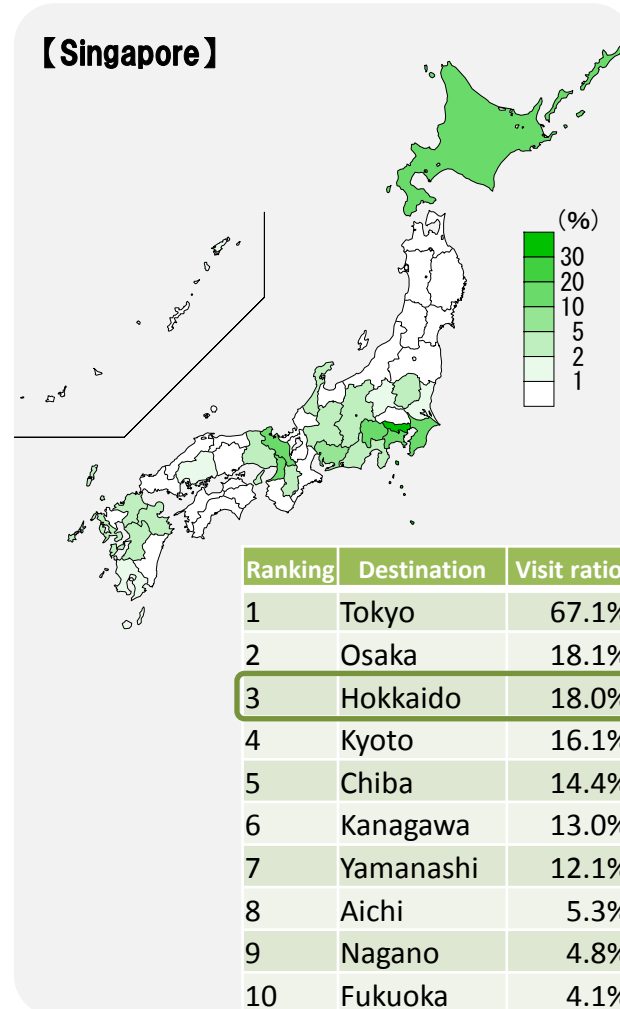 【Singapore】
(%)
30
20
10
5
2
1
Ranking Destination Visit ratio
1 Tokyo 67.1%
2 Osaka 18.1%
3 Hokkaido 18.0%
4 Kyoto 16.1%
5 Chiba 14.4%
6 Kanagawa 13.0%
7 Yamanashi 12.1%
8 Aichi 5.3%
9 Nagano 4.8%
10 Fukuoka 4.1%